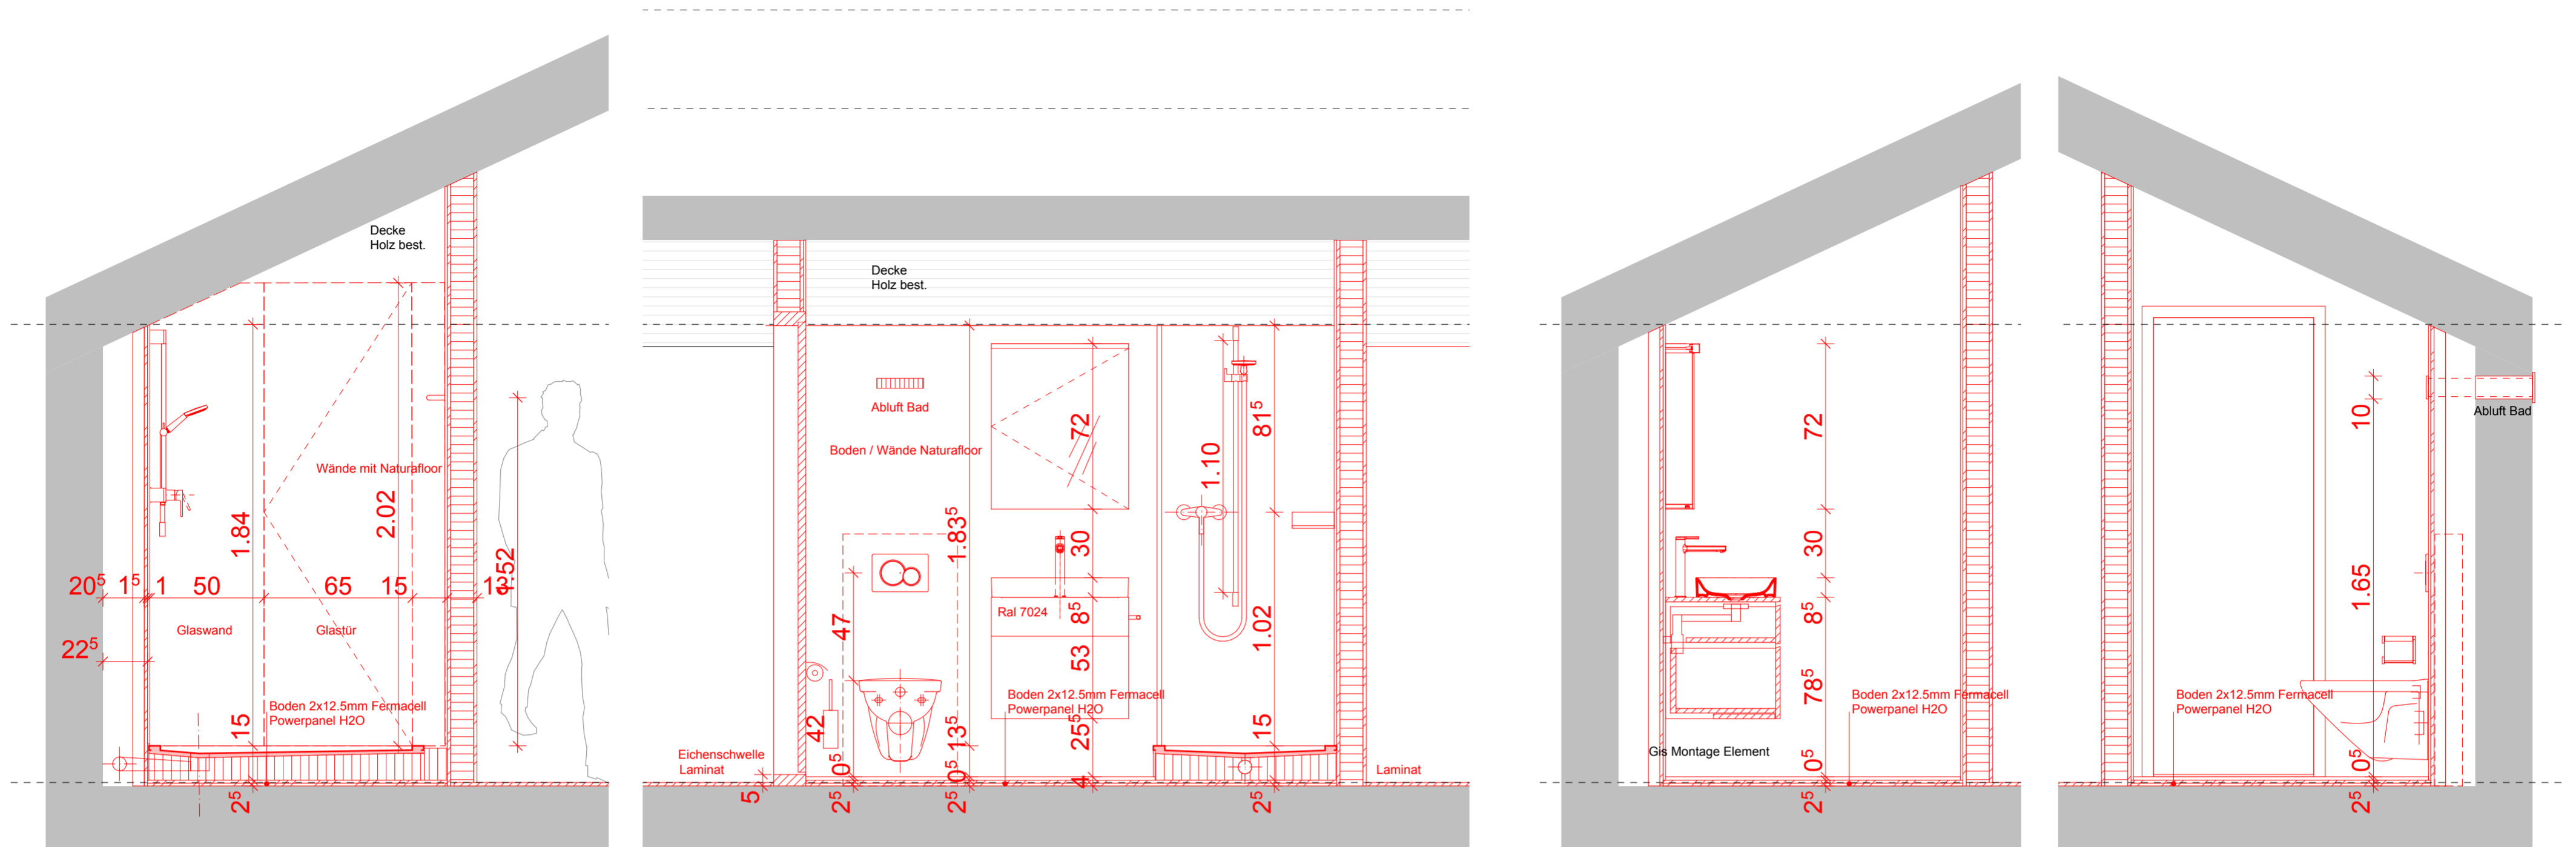 Decke
Holz best.
Wände mit Naturafloor
2.02
1.84
1.52
20⁵ 1⁵ 1 50 65 15 13
Glaswand
Glastür
22⁵
Boden 2x12.5mm Fermacell
Powerpanel H2O
15
2⁵
Decke
Holz best.
Abluft Bad
Boden / Wände Naturafloor
72
81⁵
1.10
1.83⁵
30
47
Ral 7024
8⁵
1.02
53
Boden 2x12.5mm Fermacell
Powerpanel H2O
42
13⁵
25⁵
15
Eichenschwelle
Laminat
0⁵
0⁵
4
Laminat
5
2⁵
2⁵
2⁵
72
30
8⁵
78⁵
Boden 2x12.5mm Fermacell
Powerpanel H2O
Gis Montage Element
0⁵
2⁵
10
Abluft Bad
1.65
Boden 2x12.5mm Fermacell
Powerpanel H2O
0⁵
2⁵